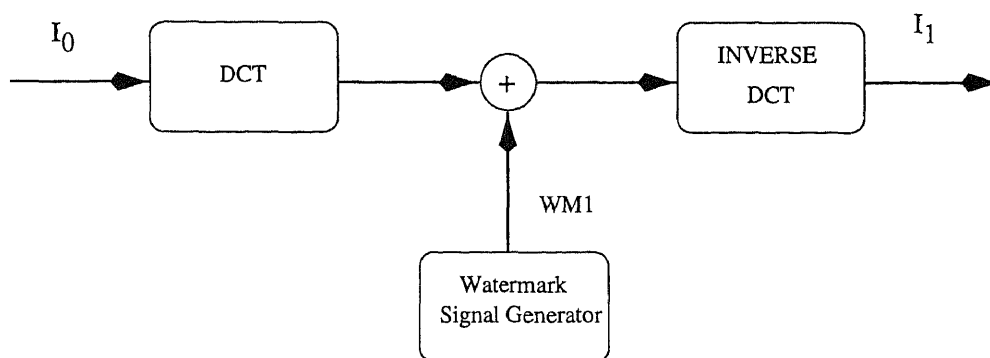 I0
DCT
+
INVERSE
DCT
I1
WM1
Watermark
Signal Generator